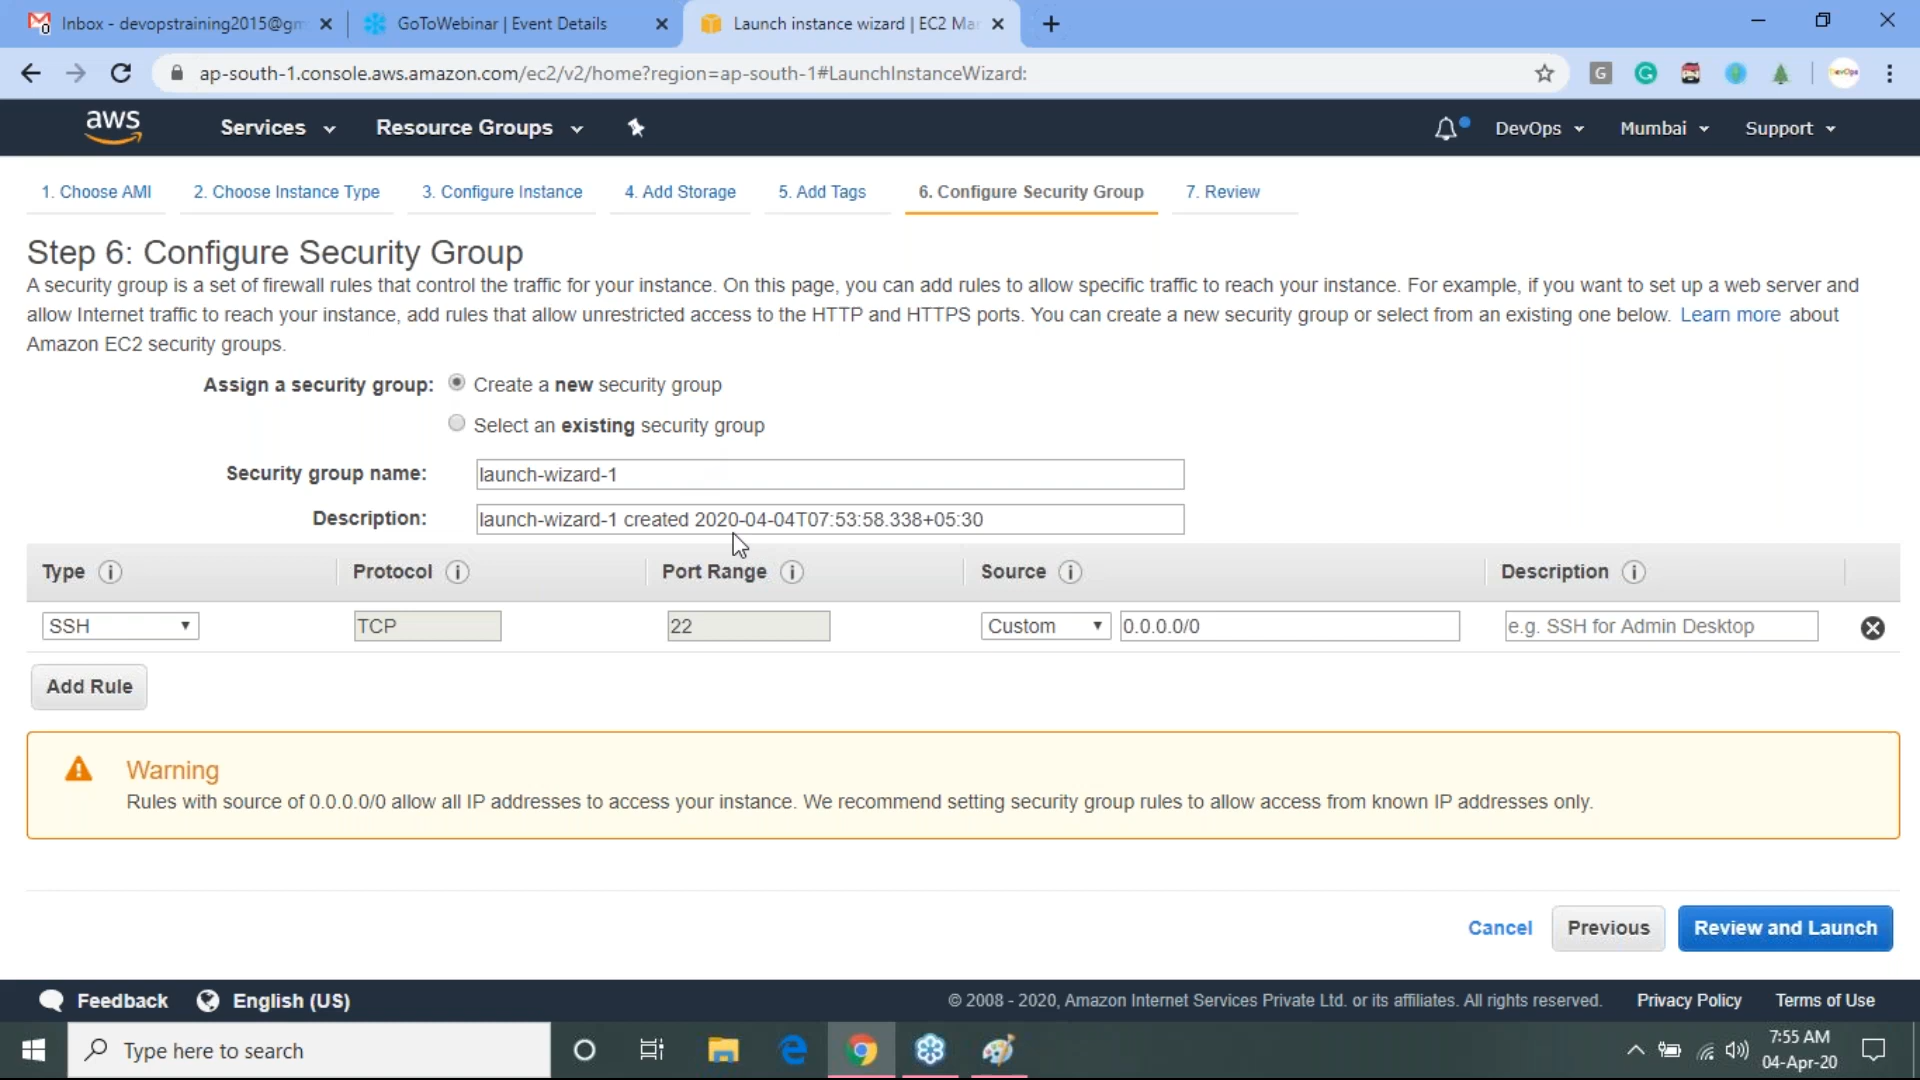 Inbox - devopstraining2015@gm
GoToWebinar | Event Details
Launch instance wizard | EC2 Ma
ap-south-1.console.aws.amazon.com/ec2/v2/home?region=ap-south-1#LaunchInstanceWizard:
aws
Services
Resource Groups
DevOps
Mumbai
Support
1. Choose AMI
2. Choose Instance Type
3. Configure Instance
4. Add Storage
5. Add Tags
6. Configure Security Group
7. Review
Step 6: Configure Security Group
A security group is a set of firewall rules that control the traffic for your instance. On this page, you can add rules to allow specific traffic to reach your instance. For example, if you want to set up a web server and
allow Internet traffic to reach your instance, add rules that allow unrestricted access to the HTTP and HTTPS ports. You can create a new security group or select from an existing one below. Learn more about
Amazon EC2 security groups.
Assign a security group:
Create a new security group
Select an existing security group
Security group name:
launch-wizard-1
Description:
launch-wizard-1 created 2020-04-04T07:53:58.338+05:30
Type
Protocol
Port Range
Source
Description
SSH
TCP
22
Custom
0.0.0.0/0
e.g. SSH for Admin Desktop
Add Rule
Warning
Rules with source of 0.0.0.0/0 allow all IP addresses to access your instance. We recommend setting security group rules to allow access from known IP addresses only.
Cancel
Previous
Review and Launch
Feedback
English (US)
© 2008 - 2020, Amazon Internet Services Private Ltd. or its affiliates. All rights reserved.
Privacy Policy
Terms of Use
Type here to search
7:55 AM
04-Apr-20